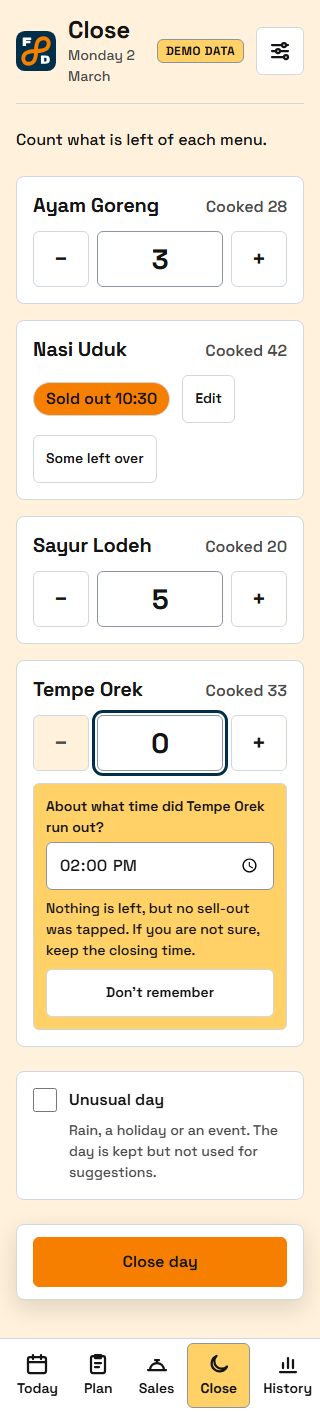 F
D
Close
Monday 2
March
DEMO DATA
Count what is left of each menu.
Ayam Goreng
Cooked 28
−
3
+
Nasi Uduk
Cooked 42
Sold out 10:30
Edit
Some left over
Sayur Lodeh
Cooked 20
−
5
+
Tempe Orek
Cooked 33
−
0
+
About what time did Tempe Orek
run out?
02:00 PM
Nothing is left, but no sell-out
was tapped. If you are not sure,
keep the closing time.
Don't remember
Unusual day
Rain, a holiday or an event. The
day is kept but not used for
suggestions.
Close day
Today
Plan
Sales
Close
History